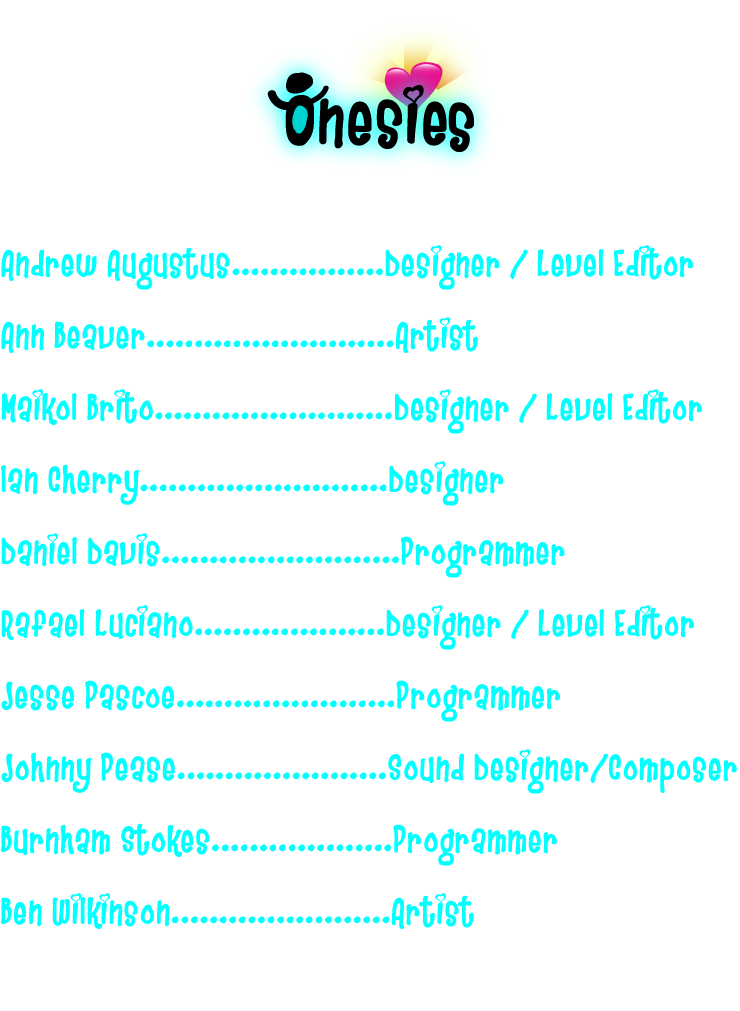 Onesies
Andrew Augustus................Designer / Level Editor
Ann Beaver..........................Artist
Maikol Brito.........................Designer / Level Editor
Ian Cherry..........................Designer
Daniel Davis.........................Programmer
Rafael Luciano....................Designer / Level Editor
Jesse Pascoe.......................Programmer
Johnny Pease......................Sound Designer/Composer
Burnham Stokes...................Programmer
Ben Wilkinson.......................Artist